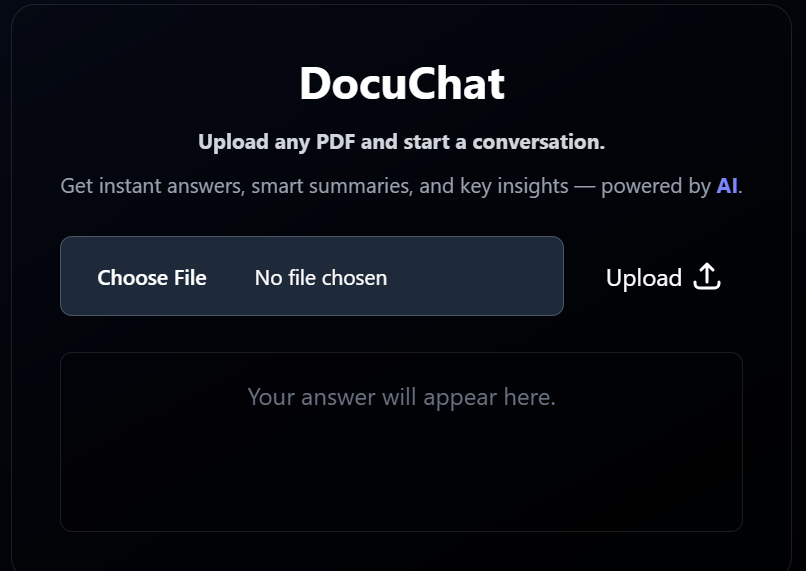 DocuChat
Upload any PDF and start a conversation.
Get instant answers, smart summaries, and key insights — powered by AI.
Choose File No file chosen
Upload
Your answer will appear here.